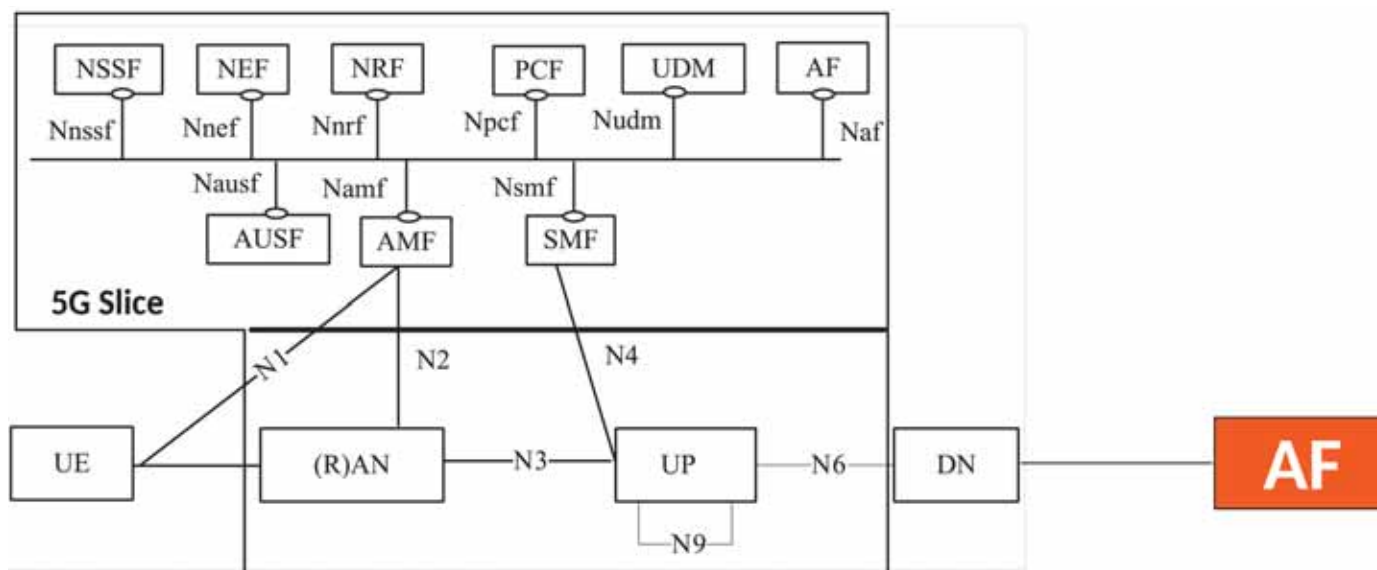 NSSF NEF NRF PCF UDM AF
Nnssf Nnef Nnrf Npcf Nudm Naf
Nausf Namf Nsmf
AUSF AMF SMF
5G Slice
N1 N2 N4
UE (R)AN N3 UP N6 DN AF
N9